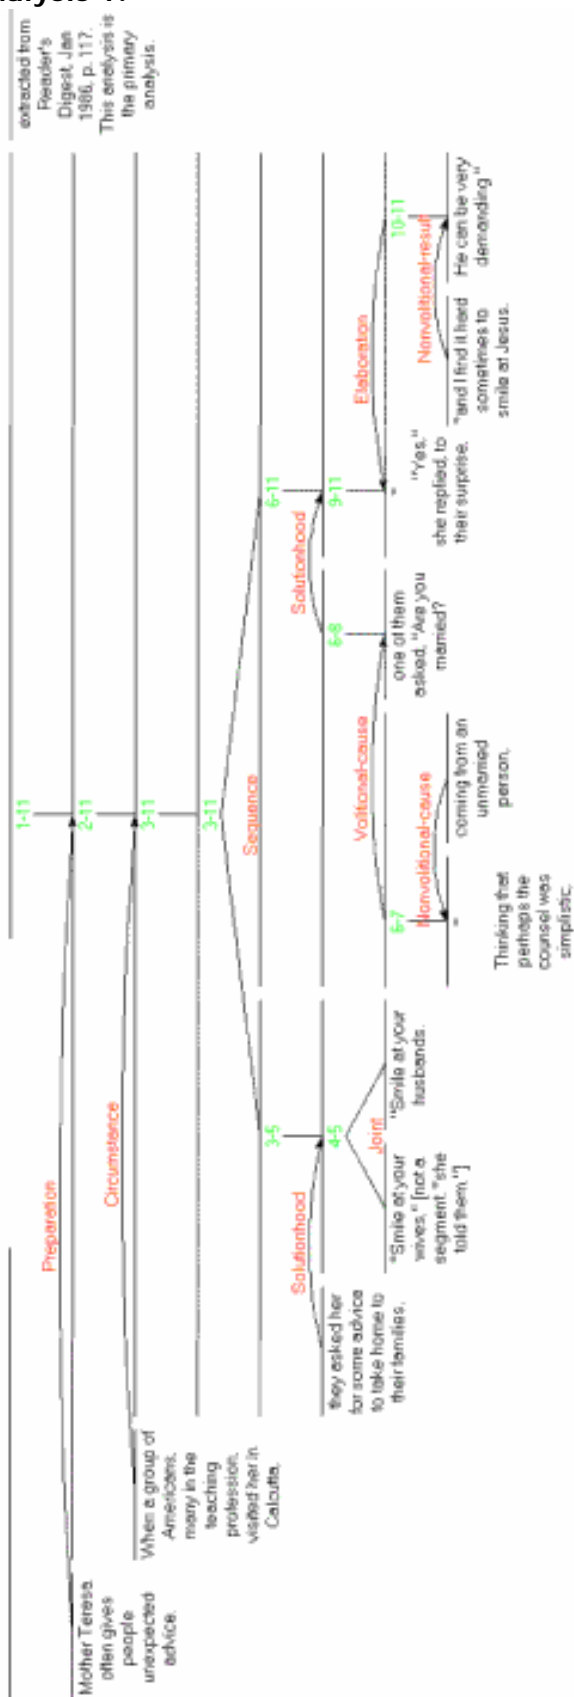 extracted from
Reader's
Digest, Jan
1986, p. 117.
This analysis is
the primary
analysis.
1-11
Preparation
Mother Teresa
often gives
people
unexpected
advice.
2-11
Circumstance
When a group of
Americans,
many in the
teaching
profession,
visited her in
Calcutta,
3-11
3-11
Sequence
3-5
Solutionhood
they asked her
for some advice
to take home to
their families.
4-5
Joint
"Smile at your
wives," [not a
segment. "she
told them."]
"Smile at your
husbands.
6-11
Solutionhood
6-8
Volitional-cause
6-7
Nonvolitional-cause
"
Thinking that
perhaps the
counsel was
simplistic,
coming from an
unmarried
person,
one of them
asked, "Are you
married?
9-11
Elaboration
"
"Yes,"
she replied, to
their surprise,
10-11
Nonvolitional-result
"and I find it hard
sometimes to
smile at Jesus.
He can be very
demanding"